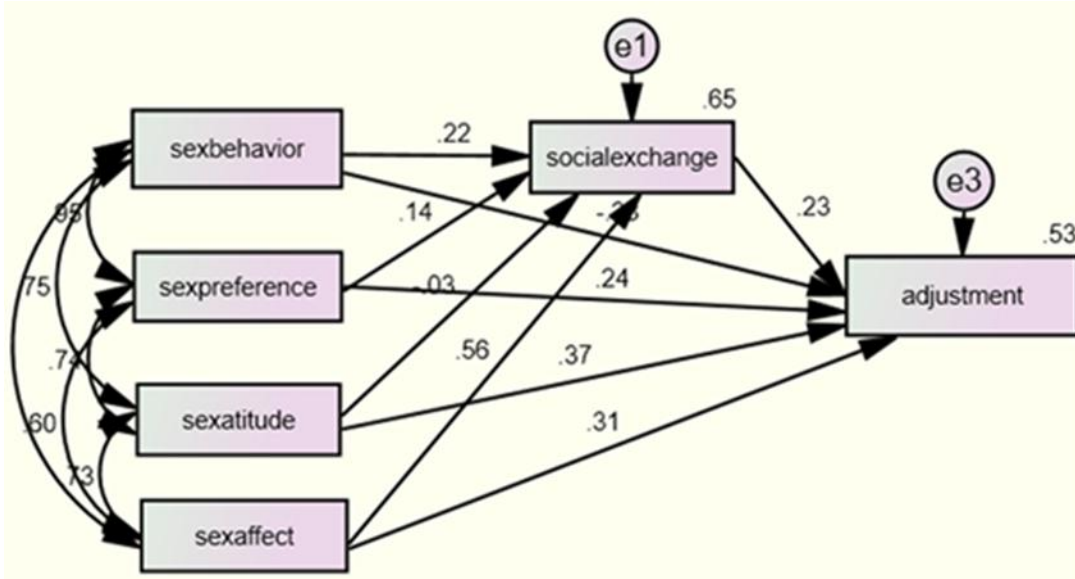 e1
.65
sexbehavior
.22
socialexchange
e3
.95
.14
.23
.53
.75
sexpreference
-.03
.24
adjustment
.74
.56
.37
sexatitude
.60
.31
.73
sexaffect